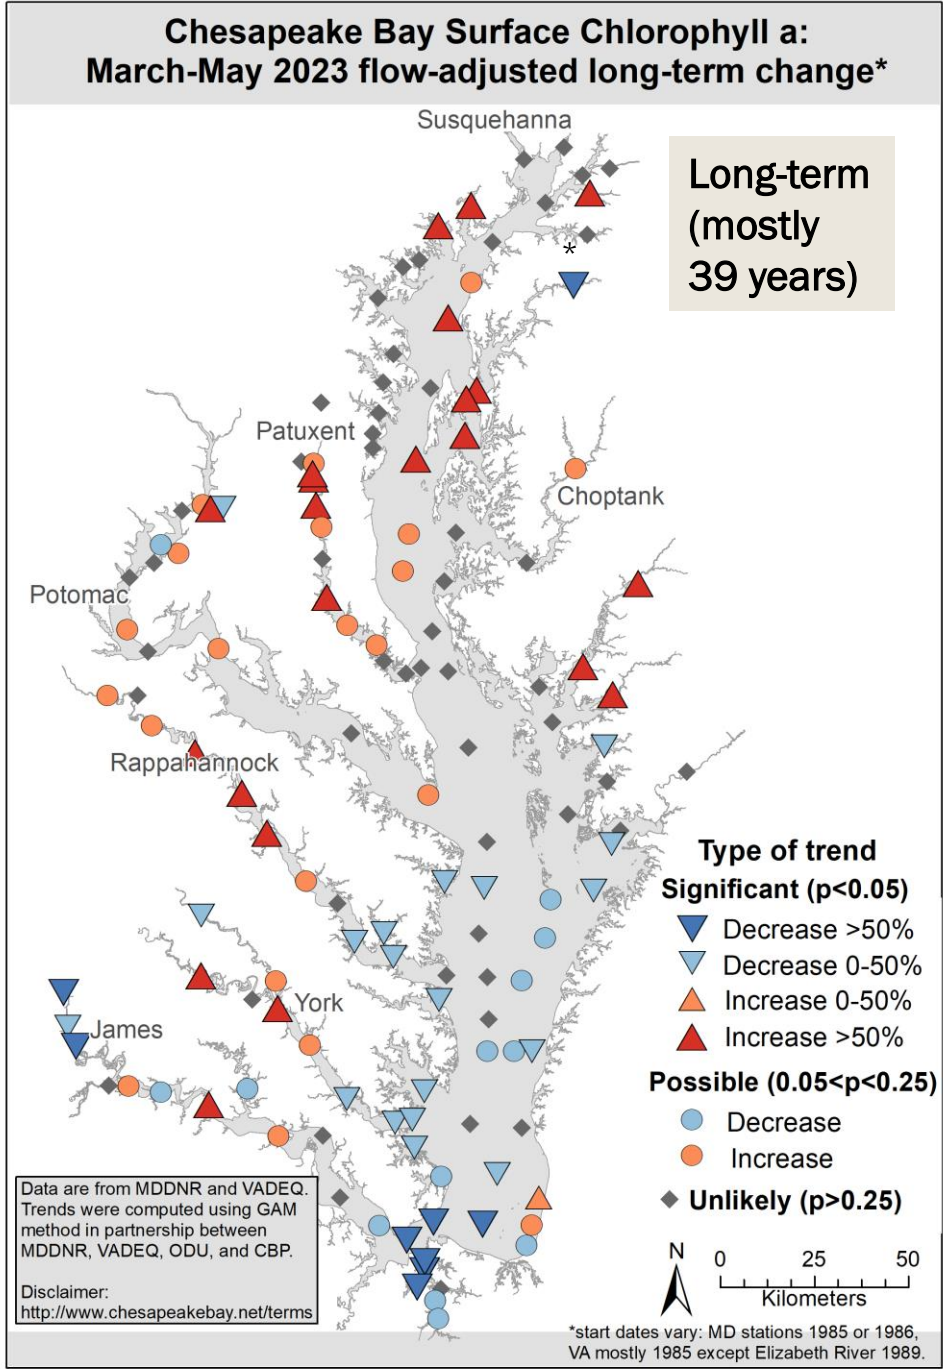 Chesapeake Bay Surface Chlorophyll a:
March-May 2023 flow-adjusted long-term change*
Susquehanna
Long-term
(mostly
39 years)
*
Patuxent
Choptank
Potomac
Rappahannock
York
James
Type of trend
Significant (p<0.05)
Decrease >50%
Decrease 0-50%
Increase 0-50%
Increase >50%
Possible (0.05<p<0.25)
Decrease
Increase
Unlikely (p>0.25)
Data are from MDDNR and VADEQ.
Trends were computed using GAM
method in partnership between
MDDNR, VADEQ, ODU, and CBP.
Disclaimer:
http://www.chesapeakebay.net/terms
N
0 25 50
Kilometers
*start dates vary: MD stations 1985 or 1986,
VA mostly 1985 except Elizabeth River 1989.